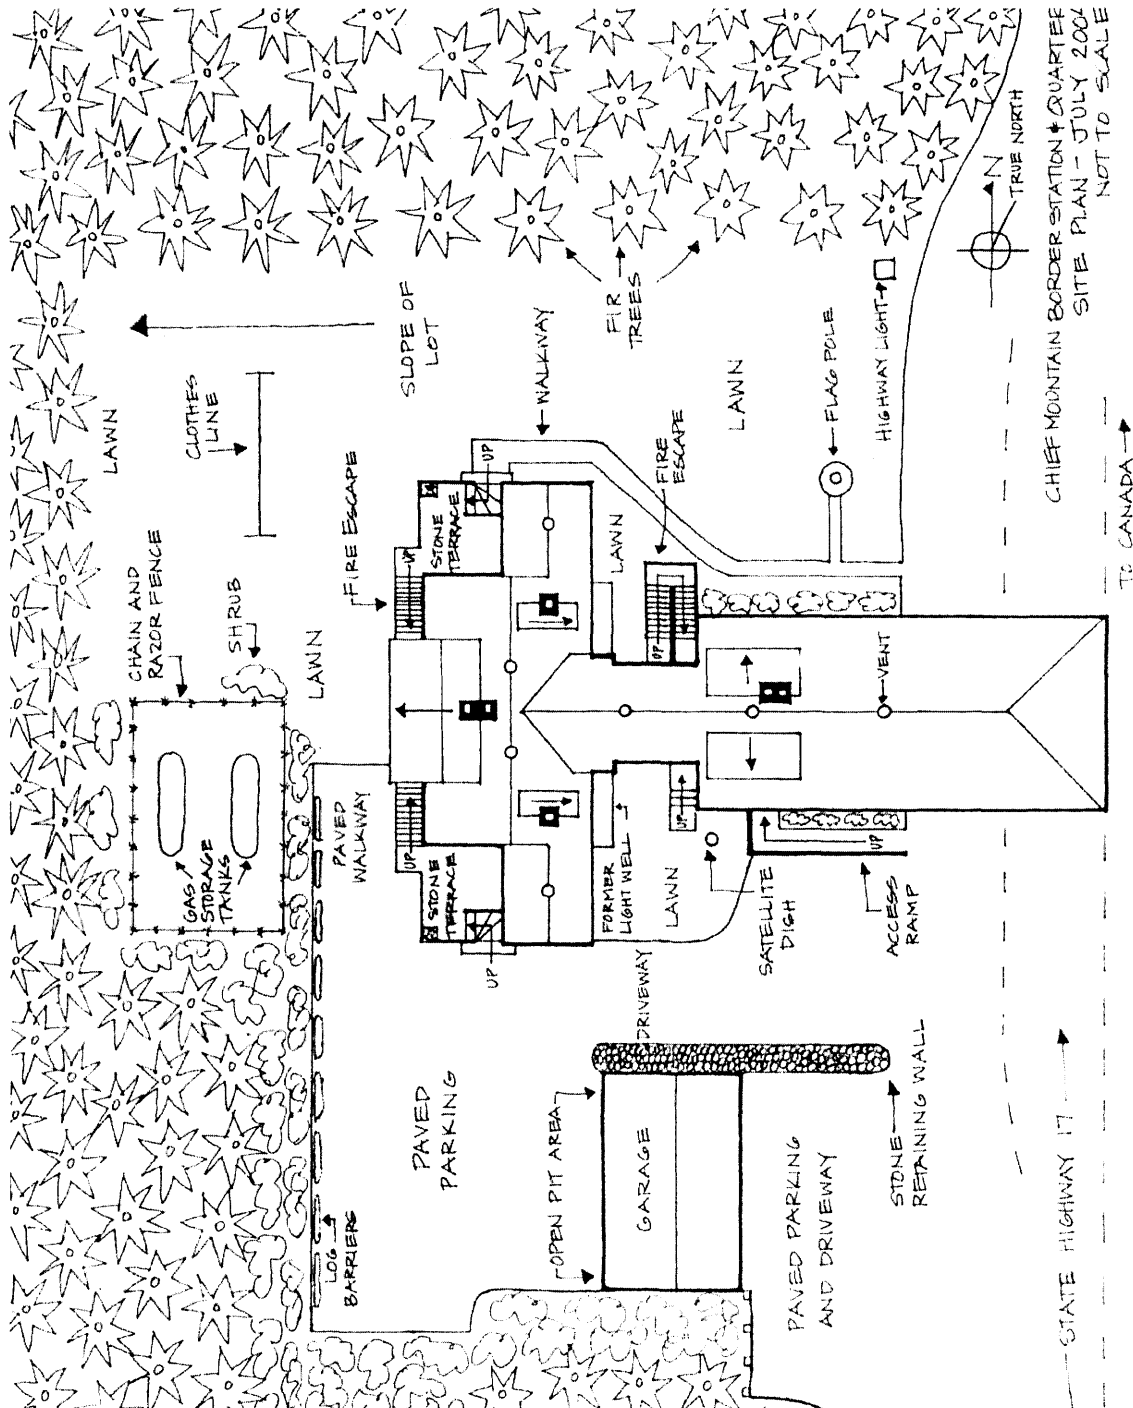 LAWN
CLOTHES
LINE
CHAIN AND
RAZOR FENCE
SHRUB
LAWN
GAS
STORAGE
TANKS
PAVED
WALKWAY
LOG
BARRIERS
SLOPE OF
LOT
FIRE ESCAPE
UP
STONE
TERRACE
UP
UP
STONE
TERRACE
UP
PAVED
PARKING
WALKWAY
FIR
TREES
OPEN PIT AREA
GARAGE
DRIVEWAY
FORMER
LIGHT WELL
LAWN
LAWN
FIRE
ESCAPE
UP
UP
LAWN
SATELLITE
DISH
PAVED PARKING
AND DRIVEWAY
FLAG POLE
HIGHWAY LIGHT
VENT
UP
ACCESS
RAMP
STONE
RETAINING WALL
N
TRUE NORTH
STATE HIGHWAY 17
TO CANADA
CHIEF MOUNTAIN BORDER STATION & QUARTER
SITE PLAN - JULY 2004
NOT TO SCALE